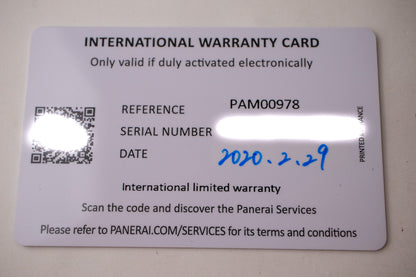 INTERNATIONAL WARRANTY CARD
Only valid if duly activated electronically
REFERENCE PAM00978
SERIAL NUMBER
DATE 2020.2.29
PRINTED IN
International limited warranty
Scan the code and discover the Panerai Services
Please refer to PANERAI.COM/SERVICES for its terms and conditions